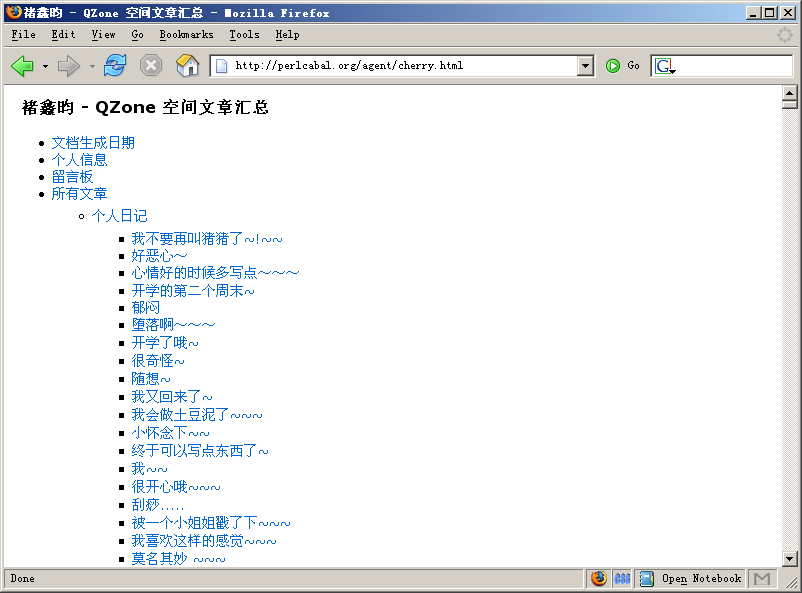 褚鑫昀 - QZone 空间文章汇总 - Mozilla Firefox
File Edit View Go Bookmarks Tools Help
http://perlcabal.org/agent/cherry.html Go G
褚鑫昀 - QZone 空间文章汇总
文档生成日期
个人信息
留言板
所有文章
个人日记
我不要再叫猪猪了~!~~
好恶心～
心情好的时候多写点～～～
开学的第二个周末~
郁闷
堕落啊～～～
开学了哦~
很奇怪~
随想~
我又回来了~
我会做土豆泥了~~~
小怀念下~~
终于可以写点东西了~
我~~
很开心哦~~~
刮痧.....
被一个小姐姐戳了下~~~
我喜欢这样的感觉~~~
莫名其妙 ~~~
Done CSS Open Notebook